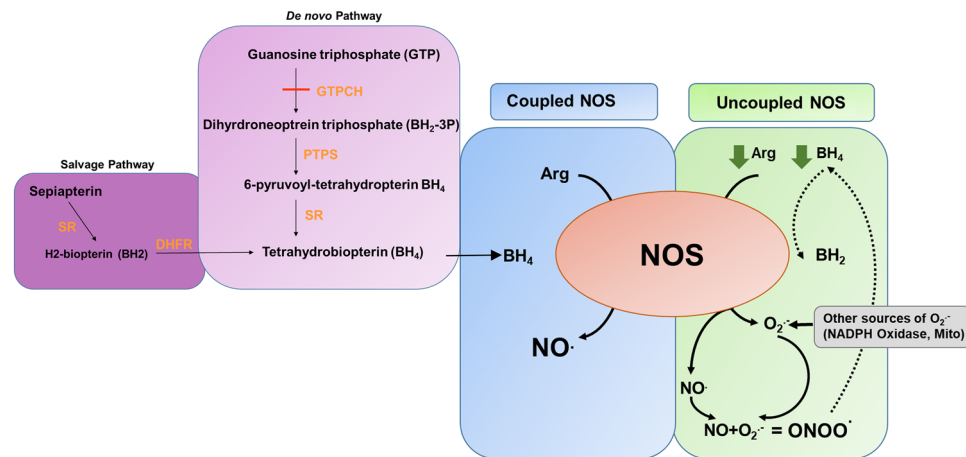 De novo Pathway
Guanosine triphosphate (GTP)
GTPCH
Dihyrdroneoptrein triphosphate (BH2-3P)
PTPS
6-pyruvoyl-tetrahydropterin BH4
SR
Tetrahydrobiopterin (BH4)
Salvage Pathway
Sepiapterin
SR
H2-biopterin (BH2)
DHFR
Coupled NOS
Arg
BH4
NO·
NOS
Uncoupled NOS
Arg
BH4
BH2
O2·-
Other sources of O2·-
(NADPH Oxidase, Mito)
NO·
NO+O2·- = ONOO·